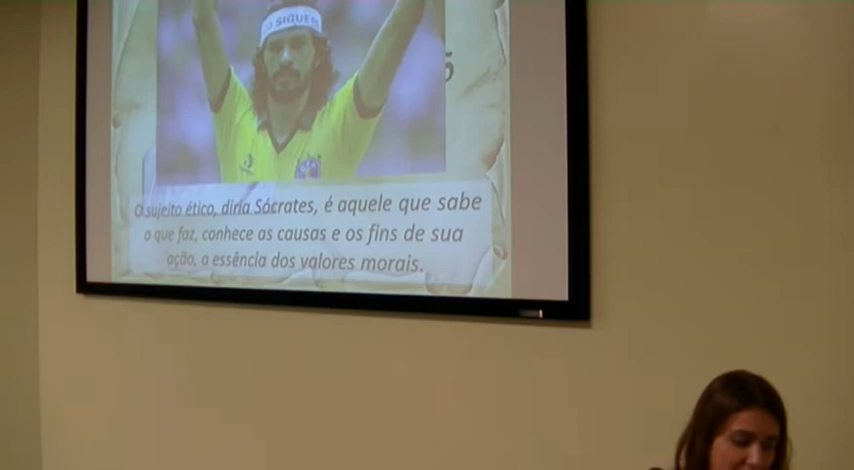 SIGUE
O sujeito ético, diria Sócrates, é aquele que sabe
o que faz, conhece as causas e os fins de sua
ação, a essência dos valores morais.